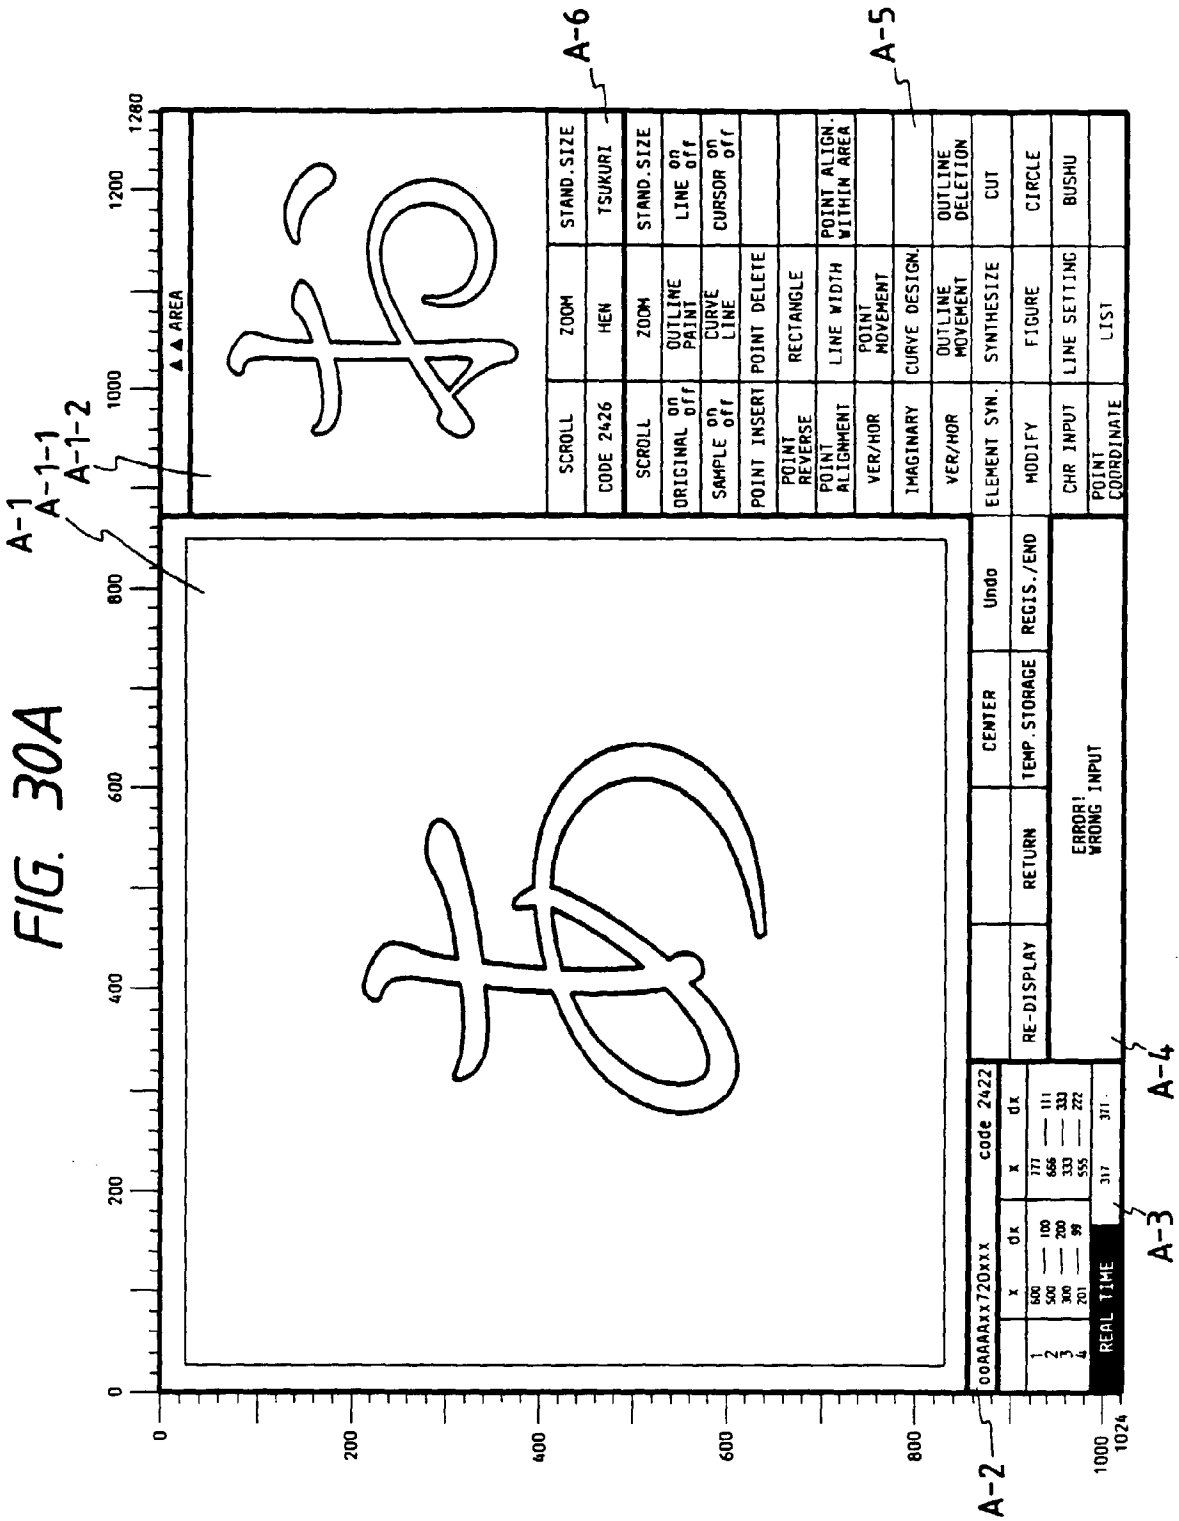 FIG. 30A
A-1
A-1-1
A-1-2
A-6
A-5
0 200 400 600 800 1000 1200 1280
0
200
400
600
800
1000
1024
▲▲ AREA
あ
お
SCROLL ZOOM STAND.SIZE
CODE 2426 HEN TSUKURI
SCROLL ZOOM STAND.SIZE
ORIGINAL on off OUTLINE PAINT LINE on off
SAMPLE on off CURVE LINE CURSOR on off
POINT INSERT POINT DELETE
POINT REVERSE RECTANGLE
POINT ALIGNMENT LINE WIDTH POINT ALIGN. WITHIN AREA
VER/HOR POINT MOVEMENT
IMAGINARY CURVE DESIGN.
VER/HOR OUTLINE MOVEMENT OUTLINE DELETION
ELEMENT SYN. SYNTHESIZE CUT
MODIFY FIGURE CIRCLE
CHR INPUT LINE SETTING BUSHU
POINT COORDINATE LIST
CENTER Undo
RE-DISPLAY RETURN TEMP.STORAGE REGIS./END
ERROR!
WRONG INPUT
00AAAAxx720xxx code 2422
x dx x dx
1 600 777
2 500 — 100 666 — 111
3 300 — 200 333 — 333
4 201 — 99 555 — 222
REAL TIME 317 371
A-2
A-3
A-4